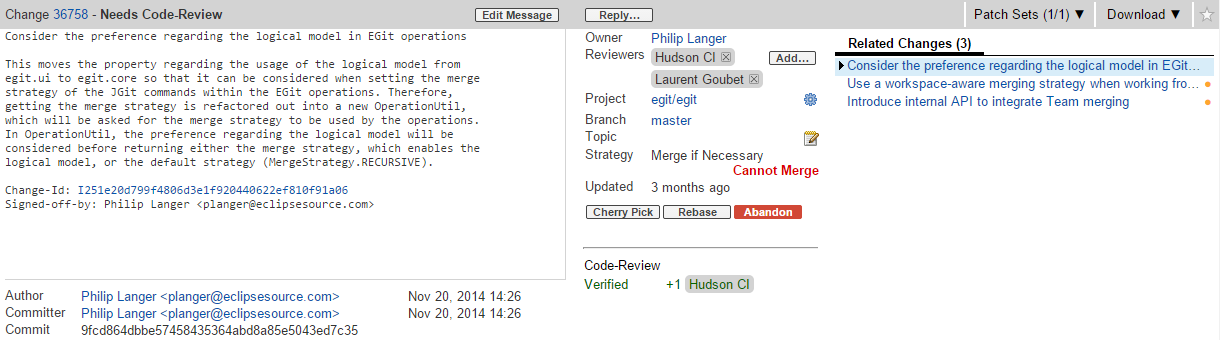 Change 36758 - Needs Code-Review
Edit Message
Reply...
Patch Sets (1/1) ▼
Download ▼
Consider the preference regarding the logical model in EGit operations
This moves the property regarding the usage of the logical model from
egit.ui to egit.core so that it can be considered when setting the merge
strategy of the JGit commands within the EGit operations. Therefore,
getting the merge strategy is refactored out into a new OperationUtil,
which will be asked for the merge strategy to be used by the operations.
In OperationUtil, the preference regarding the logical model will be
considered before returning either the merge strategy, which enables the
logical model, or the default strategy (MergeStrategy.RECURSIVE).
Change-Id: I251e20d799f4806d3e1f920440622ef810f91a06
Signed-off-by: Philip Langer <planger@eclipsesource.com>
Author Philip Langer <planger@eclipsesource.com> Nov 20, 2014 14:26
Committer Philip Langer <planger@eclipsesource.com> Nov 20, 2014 14:26
Commit 9fcd864dbbe57458435364abd8a85e5043ed7c35
Owner Philip Langer
Reviewers Hudson CI Add...
Laurent Goubet
Project egit/egit
Branch master
Topic
Strategy Merge if Necessary
Cannot Merge
Updated 3 months ago
Cherry Pick Rebase Abandon
Code-Review
Verified +1 Hudson CI
Related Changes (3)
Consider the preference regarding the logical model in EGit...
Use a workspace-aware merging strategy when working fro...
Introduce internal API to integrate Team merging